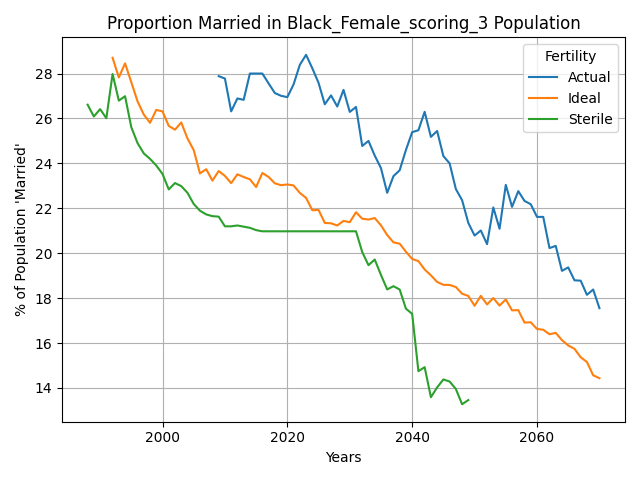 Proportion Married in Black_Female_scoring_3 Population
Fertility
Actual
Ideal
Sterile
% of Population 'Married'
28
26
24
22
20
18
16
14
2000
2020
2040
2060
Years